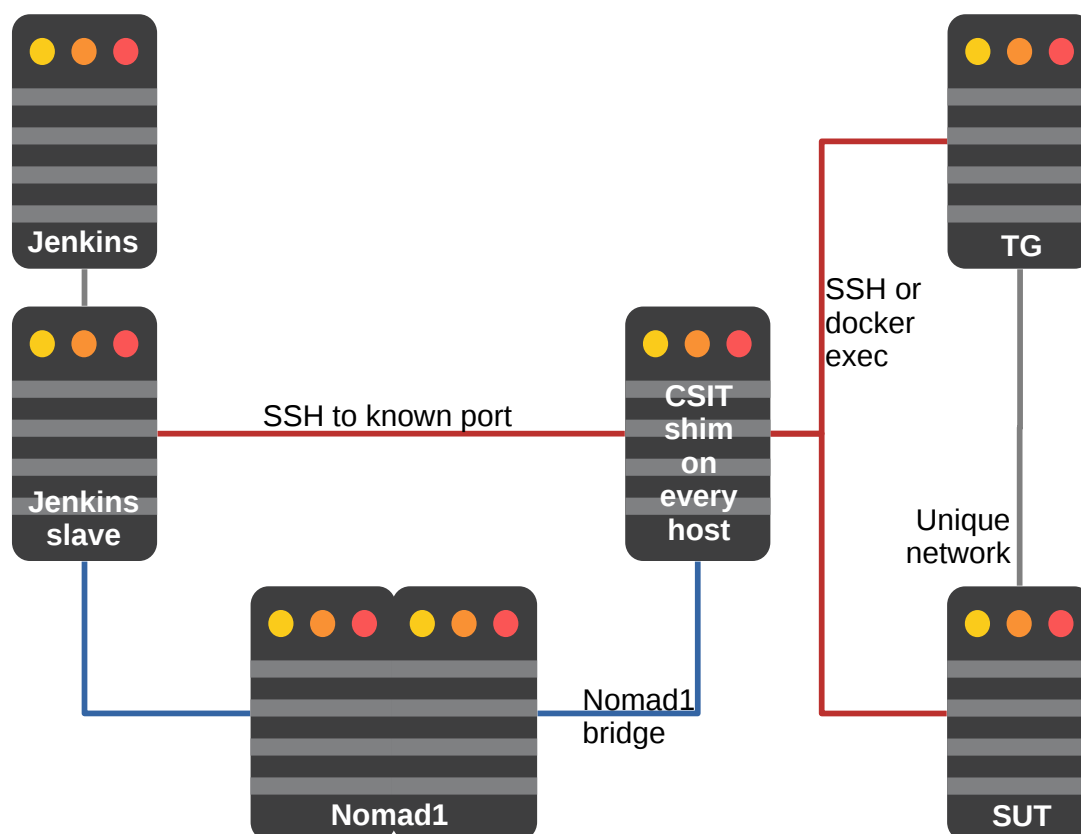 Jenkins
TG
SSH or
docker
exec
SSH to known port
CSIT
shim
on
every
host
Jenkins
slave
Unique
network
Nomad1
bridge
Nomad1
SUT